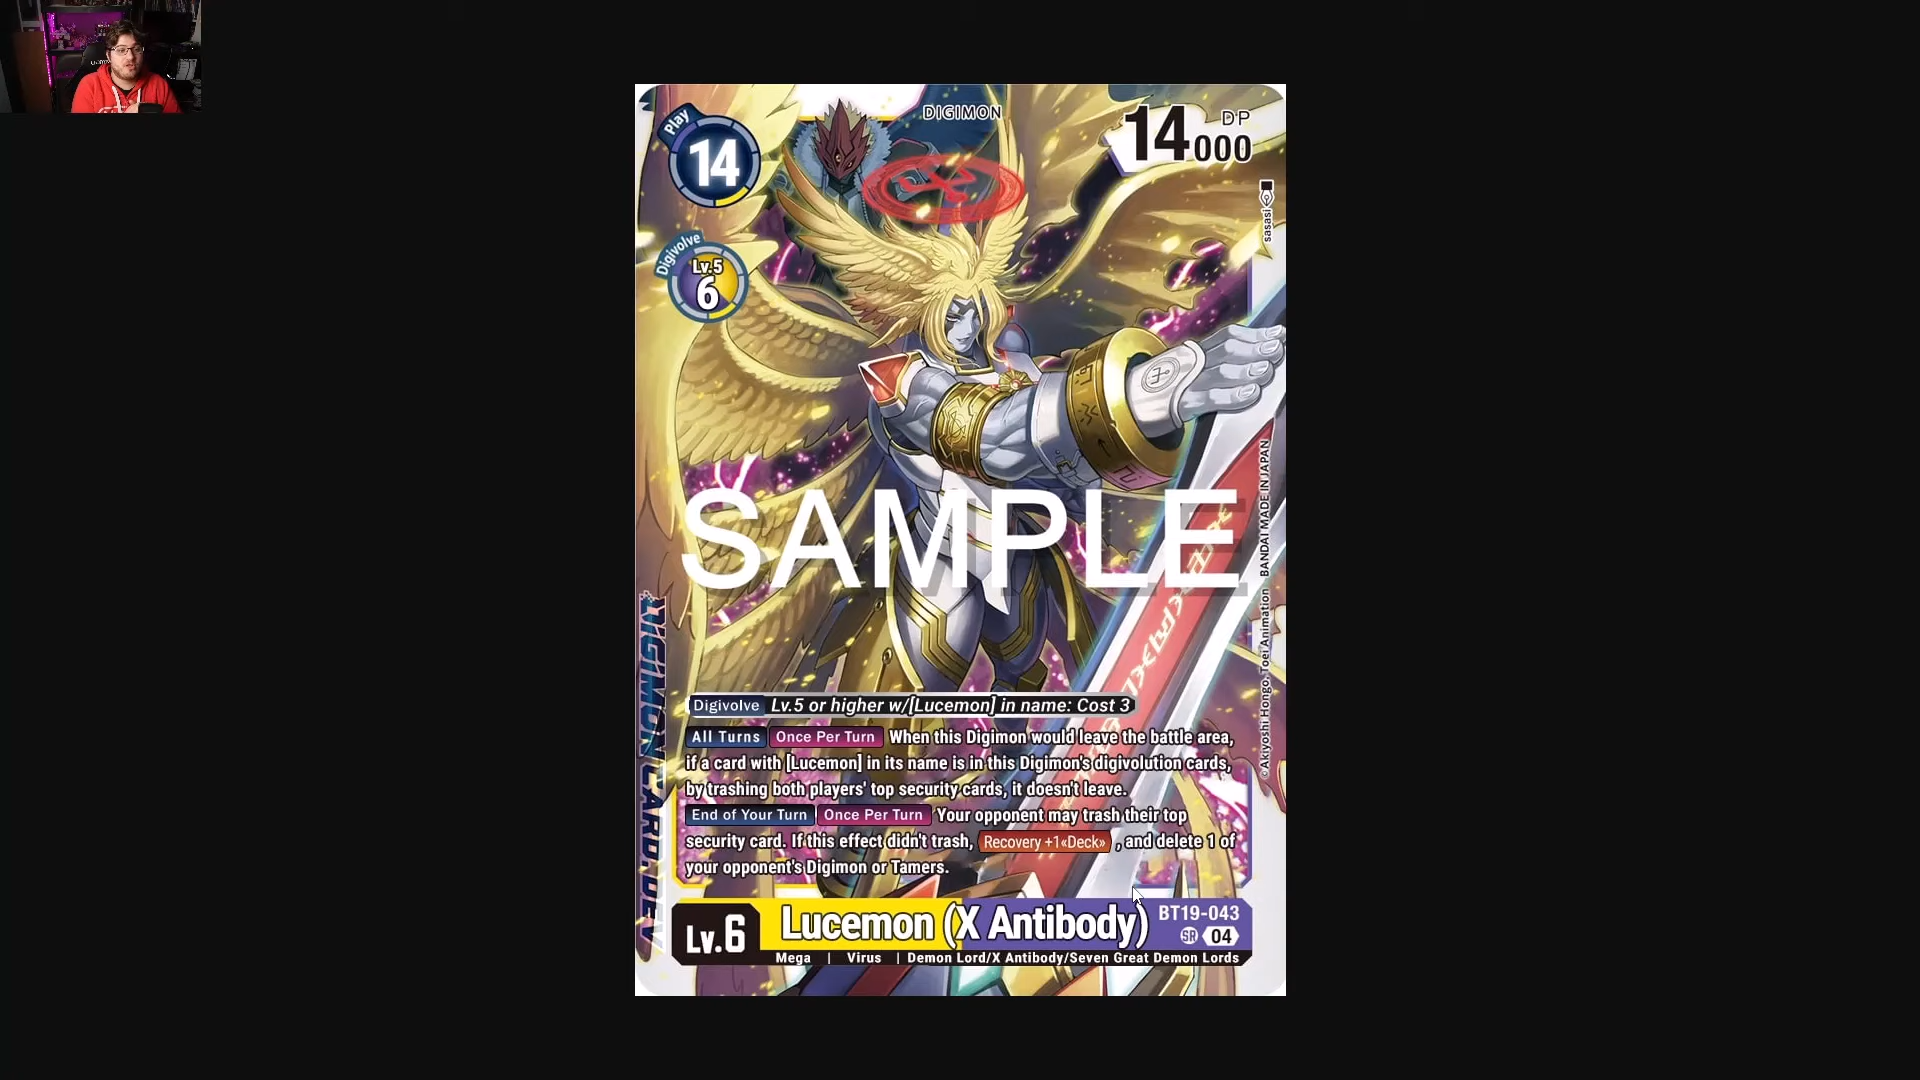 DIGIMON
Play
14
14000 DP
Digivolve
Lv.5
6
sasasi
SAMPLE
©Akiyoshi Hongo, Toei Animation BANDAI MADE IN JAPAN
DIGIMON CARD.DEV
Digivolve Lv.5 or higher w/[Lucemon] in name: Cost 3
All Turns Once Per Turn When this Digimon would leave the battle area,
if a card with [Lucemon] in its name is in this Digimon's digivolution cards,
by trashing both players' top security cards, it doesn't leave.
End of Your Turn Once Per Turn Your opponent may trash their top
security card. If this effect didn't trash, Recovery +1«Deck» , and delete 1 of
your opponent's Digimon or Tamers.
Lv.6 Lucemon (X Antibody) BT19-043
SR 04
Mega | Virus | Demon Lord/X Antibody/Seven Great Demon Lords